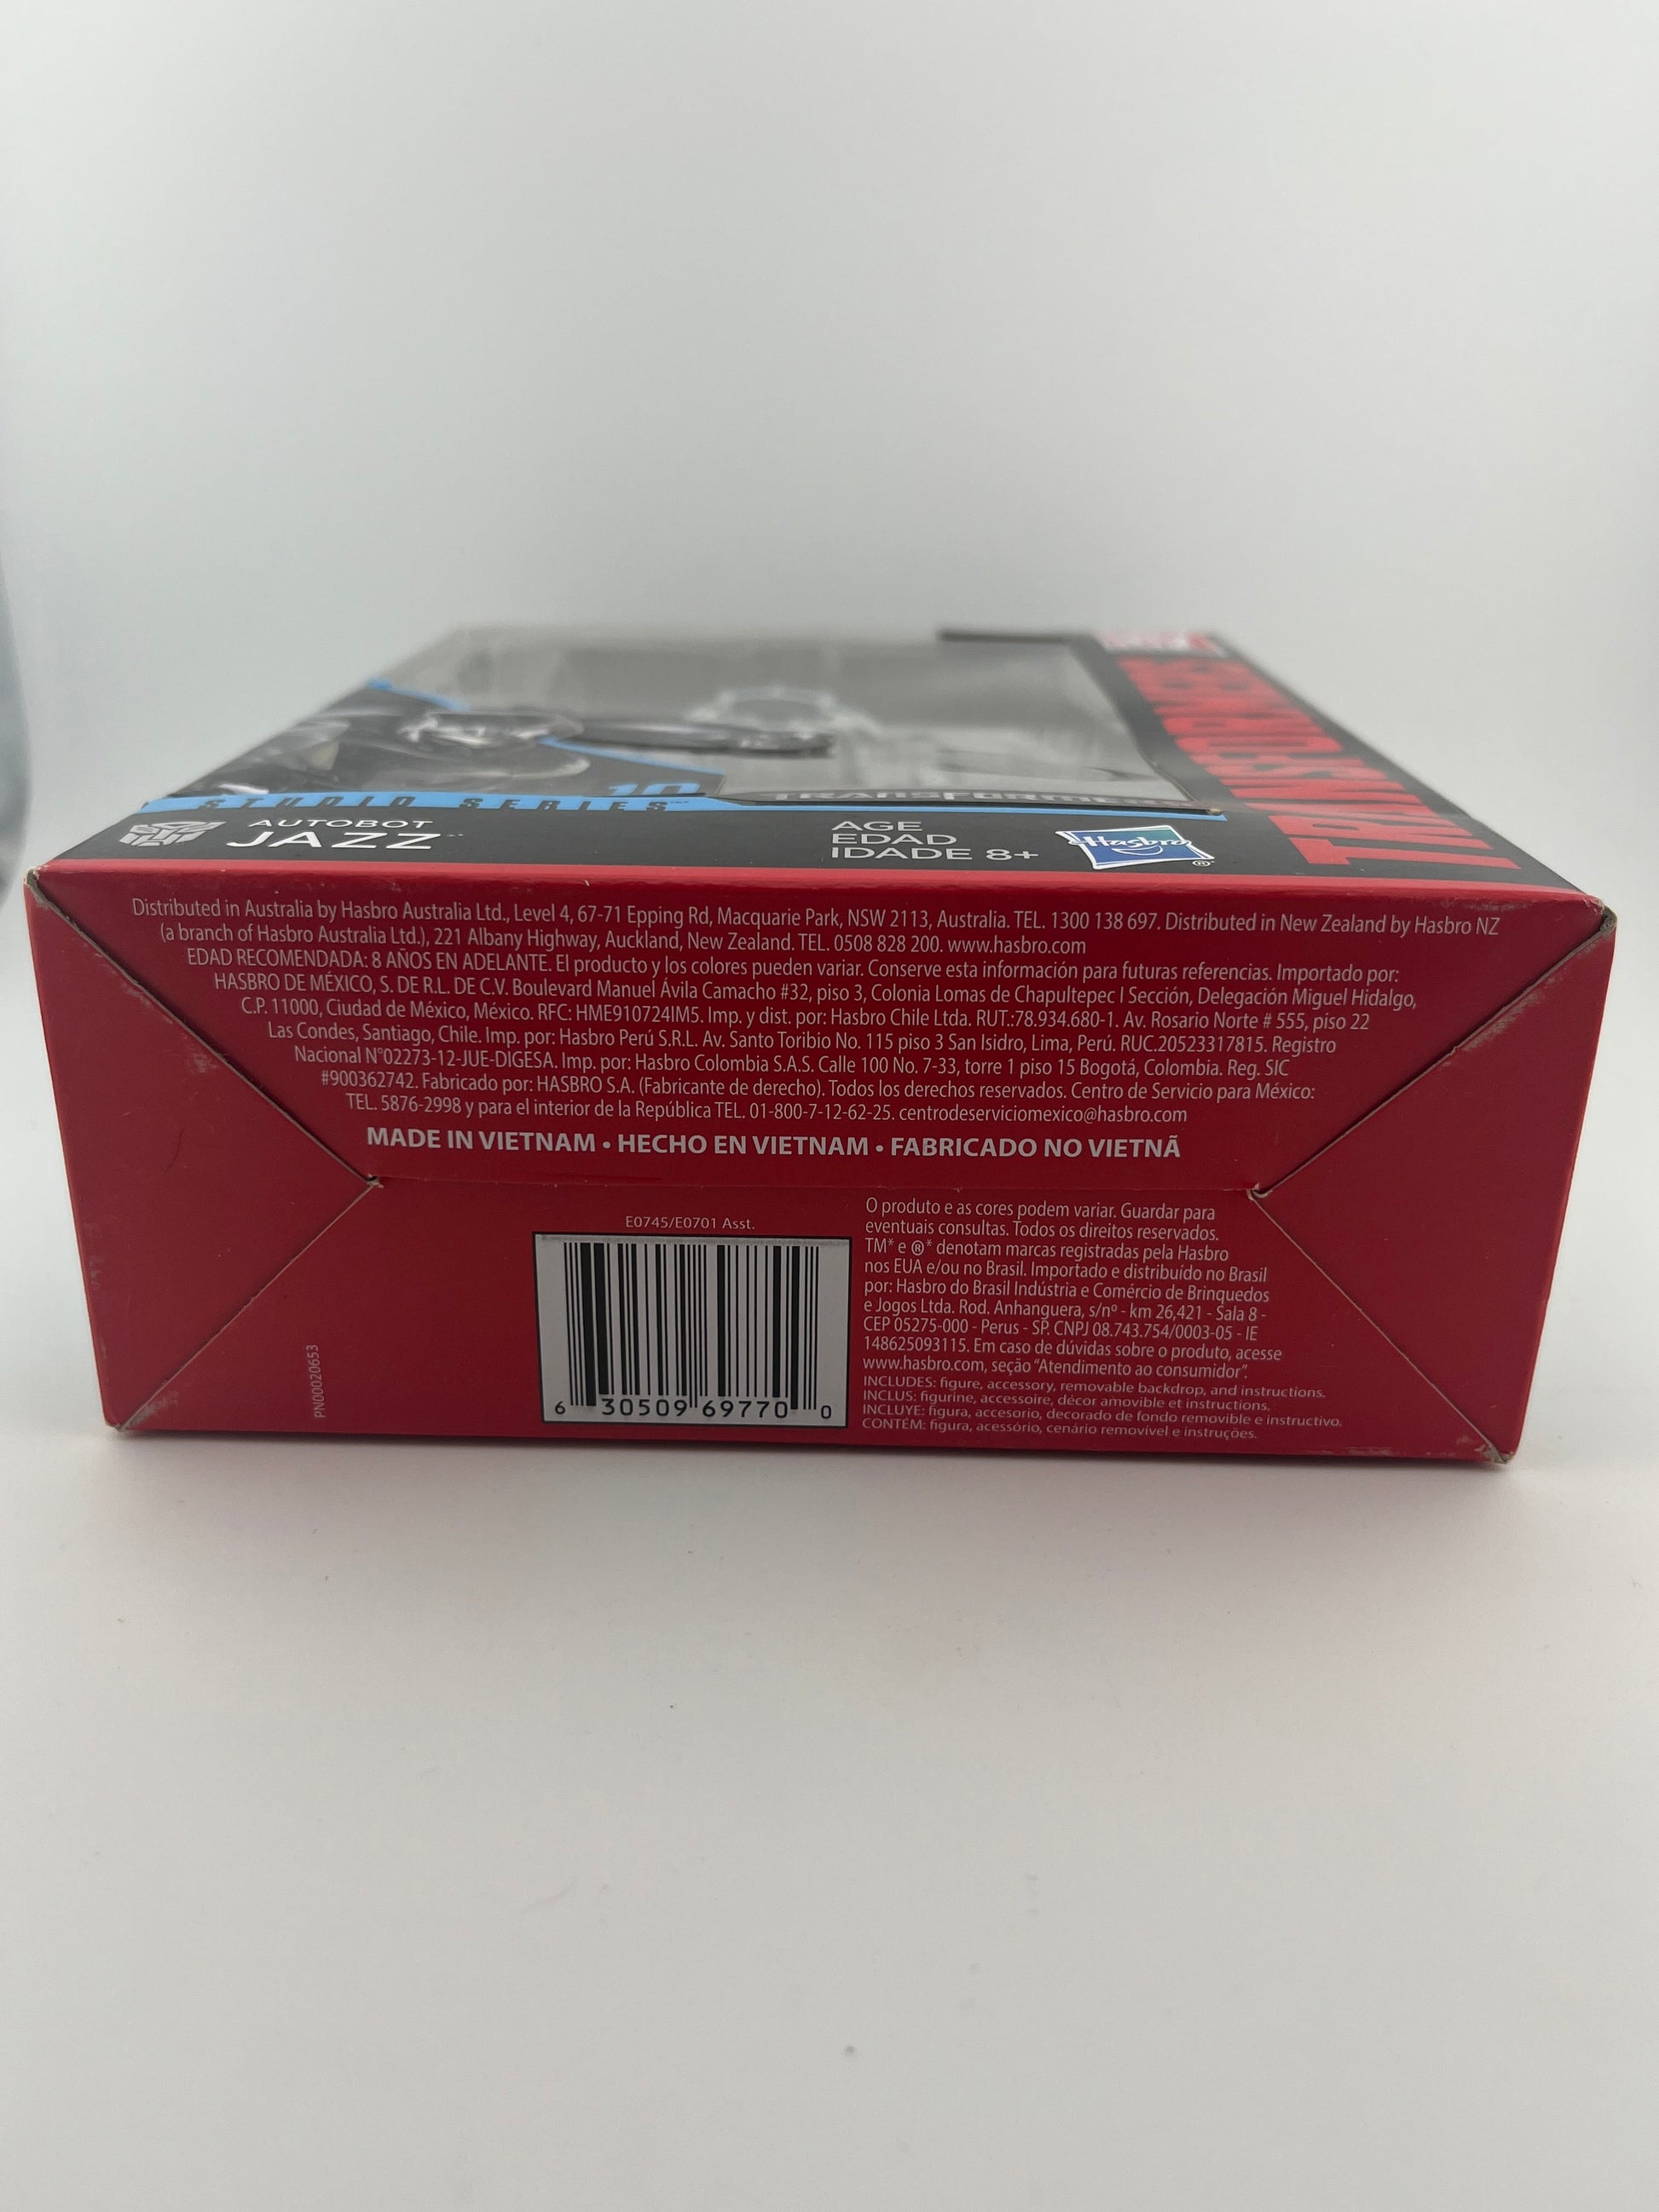 TRANSFORMERS
10
STUDIO SERIES™
TRANSFORMERS
AUTOBOT
JAZZ™
AGE
EDAD
IDADE 8+
Hasbro®
Distributed in Australia by Hasbro Australia Ltd., Level 4, 67-71 Epping Rd, Macquarie Park, NSW 2113, Australia. TEL. 1300 138 697. Distributed in New Zealand by Hasbro NZ
(a branch of Hasbro Australia Ltd.), 221 Albany Highway, Auckland, New Zealand. TEL. 0508 828 200. www.hasbro.com
EDAD RECOMENDADA: 8 AÑOS EN ADELANTE. El producto y los colores pueden variar. Conserve esta información para futuras referencias. Importado por:
HASBRO DE MÉXICO, S. DE R.L. DE C.V. Boulevard Manuel Ávila Camacho #32, piso 3, Colonia Lomas de Chapultepec I Sección, Delegación Miguel Hidalgo,
C.P. 11000, Ciudad de México, México. RFC: HME910724IM5. Imp. y dist. por: Hasbro Chile Ltda. RUT.:78.934.680-1. Av. Rosario Norte # 555, piso 22
Las Condes, Santiago, Chile. Imp. por: Hasbro Perú S.R.L. Av. Santo Toribio No. 115 piso 3 San Isidro, Lima, Perú. RUC.20523317815. Registro
Nacional N°02273-12-JUE-DIGESA. Imp. por: Hasbro Colombia S.A.S. Calle 100 No. 7-33, torre 1 piso 15 Bogotá, Colombia. Reg. SIC
#900362742. Fabricado por: HASBRO S.A. (Fabricante de derecho). Todos los derechos reservados. Centro de Servicio para México:
TEL. 5876-2998 y para el interior de la República TEL. 01-800-7-12-62-25. centrodeserviciomexico@hasbro.com
MADE IN VIETNAM • HECHO EN VIETNAM • FABRICADO NO VIETNÃ
PN00020653
E0745/E0701 Asst.
6 30509 69770 0
O produto e as cores podem variar. Guardar para
eventuais consultas. Todos os direitos reservados.
TM* e ®* denotam marcas registradas pela Hasbro
nos EUA e/ou no Brasil. Importado e distribuído no Brasil
por: Hasbro do Brasil Indústria e Comércio de Brinquedos
e Jogos Ltda. Rod. Anhanguera, s/nº - km 26,421 - Sala 8 -
CEP 05275-000 - Perus - SP. CNPJ 08.743.754/0003-05 - IE
148625093115. Em caso de dúvidas sobre o produto, acesse
www.hasbro.com, seção "Atendimento ao consumidor".
INCLUDES: figure, accessory, removable backdrop, and instructions.
INCLUS: figurine, accessoire, décor amovible et instructions.
INCLUYE: figura, accesorio, decorado de fondo removible e instructivo.
CONTÉM: figura, acessório, cenário removível e instruções.